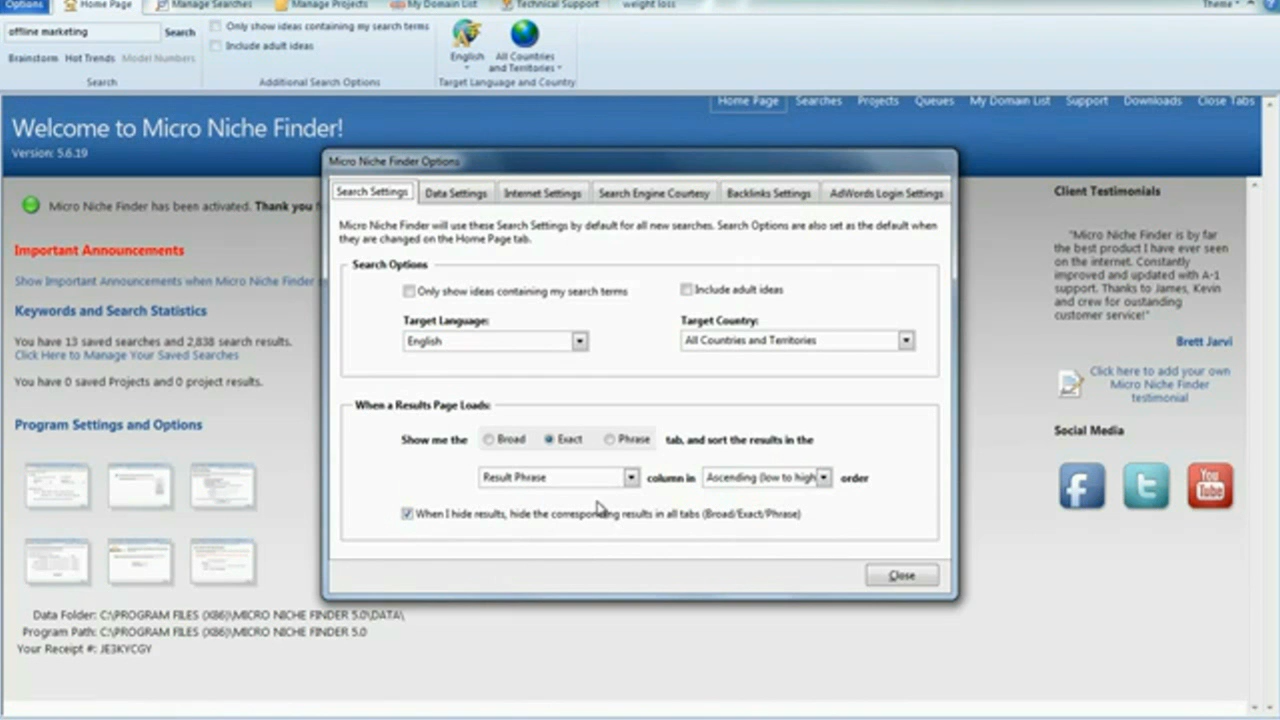 Options Home Page Manage Searches Manage Projects My Domain List Technical Support weight loss Theme
offline marketing Search
Only show ideas containing my search terms
Include adult ideas
Brainstorm Hot Trends Model Numbers
Search
Additional Search Options
English
All Countries
and Territories
Target Language and Country
Home Page Searches Projects Queues My Domain List Support Downloads Close Tabs
Welcome to Micro Niche Finder!
Version: 5.6.19
Micro Niche Finder has been activated. Thank you
Important Announcements
Show Important Announcements when Micro Niche Finder
Keywords and Search Statistics
You have 13 saved searches and 2,838 search results.
Click Here to Manage Your Saved Searches
You have 0 saved Projects and 0 project results.
Program Settings and Options
Data Folder: C:\PROGRAM FILES (X86)\MICRO NICHE FINDER 5.0\DATA\
Program Path: C:\PROGRAM FILES (X86)\MICRO NICHE FINDER 5.0
Your Receipt #: JE3KYCGY
Micro Niche Finder Options
Search Settings Data Settings Internet Settings Search Engine Courtesy Backlinks Settings AdWords Login Settings
Micro Niche Finder will use these Search Settings by default for all new searches. Search Options are also set as the default when
they are changed on the Home Page tab.
Search Options
Only show ideas containing my search terms
Include adult ideas
Target Language:
English
Target Country:
All Countries and Territories
When a Results Page Loads:
Show me the Broad Exact Phrase tab, and sort the results in the
Result Phrase column in Ascending (low to high order
When I hide results, hide the corresponding results in all tabs (Broad/Exact/Phrase)
Close
Client Testimonials
"Micro Niche Finder is by far
the best product I have ever seen
on the internet. Constantly
improved and updated with A-1
support. Thanks to James, Kevin
and crew for oustanding
customer service!"
Brett Jarvi
Click here to add your own
Micro Niche Finder
testimonial
Social Media
f
t
You
Tube